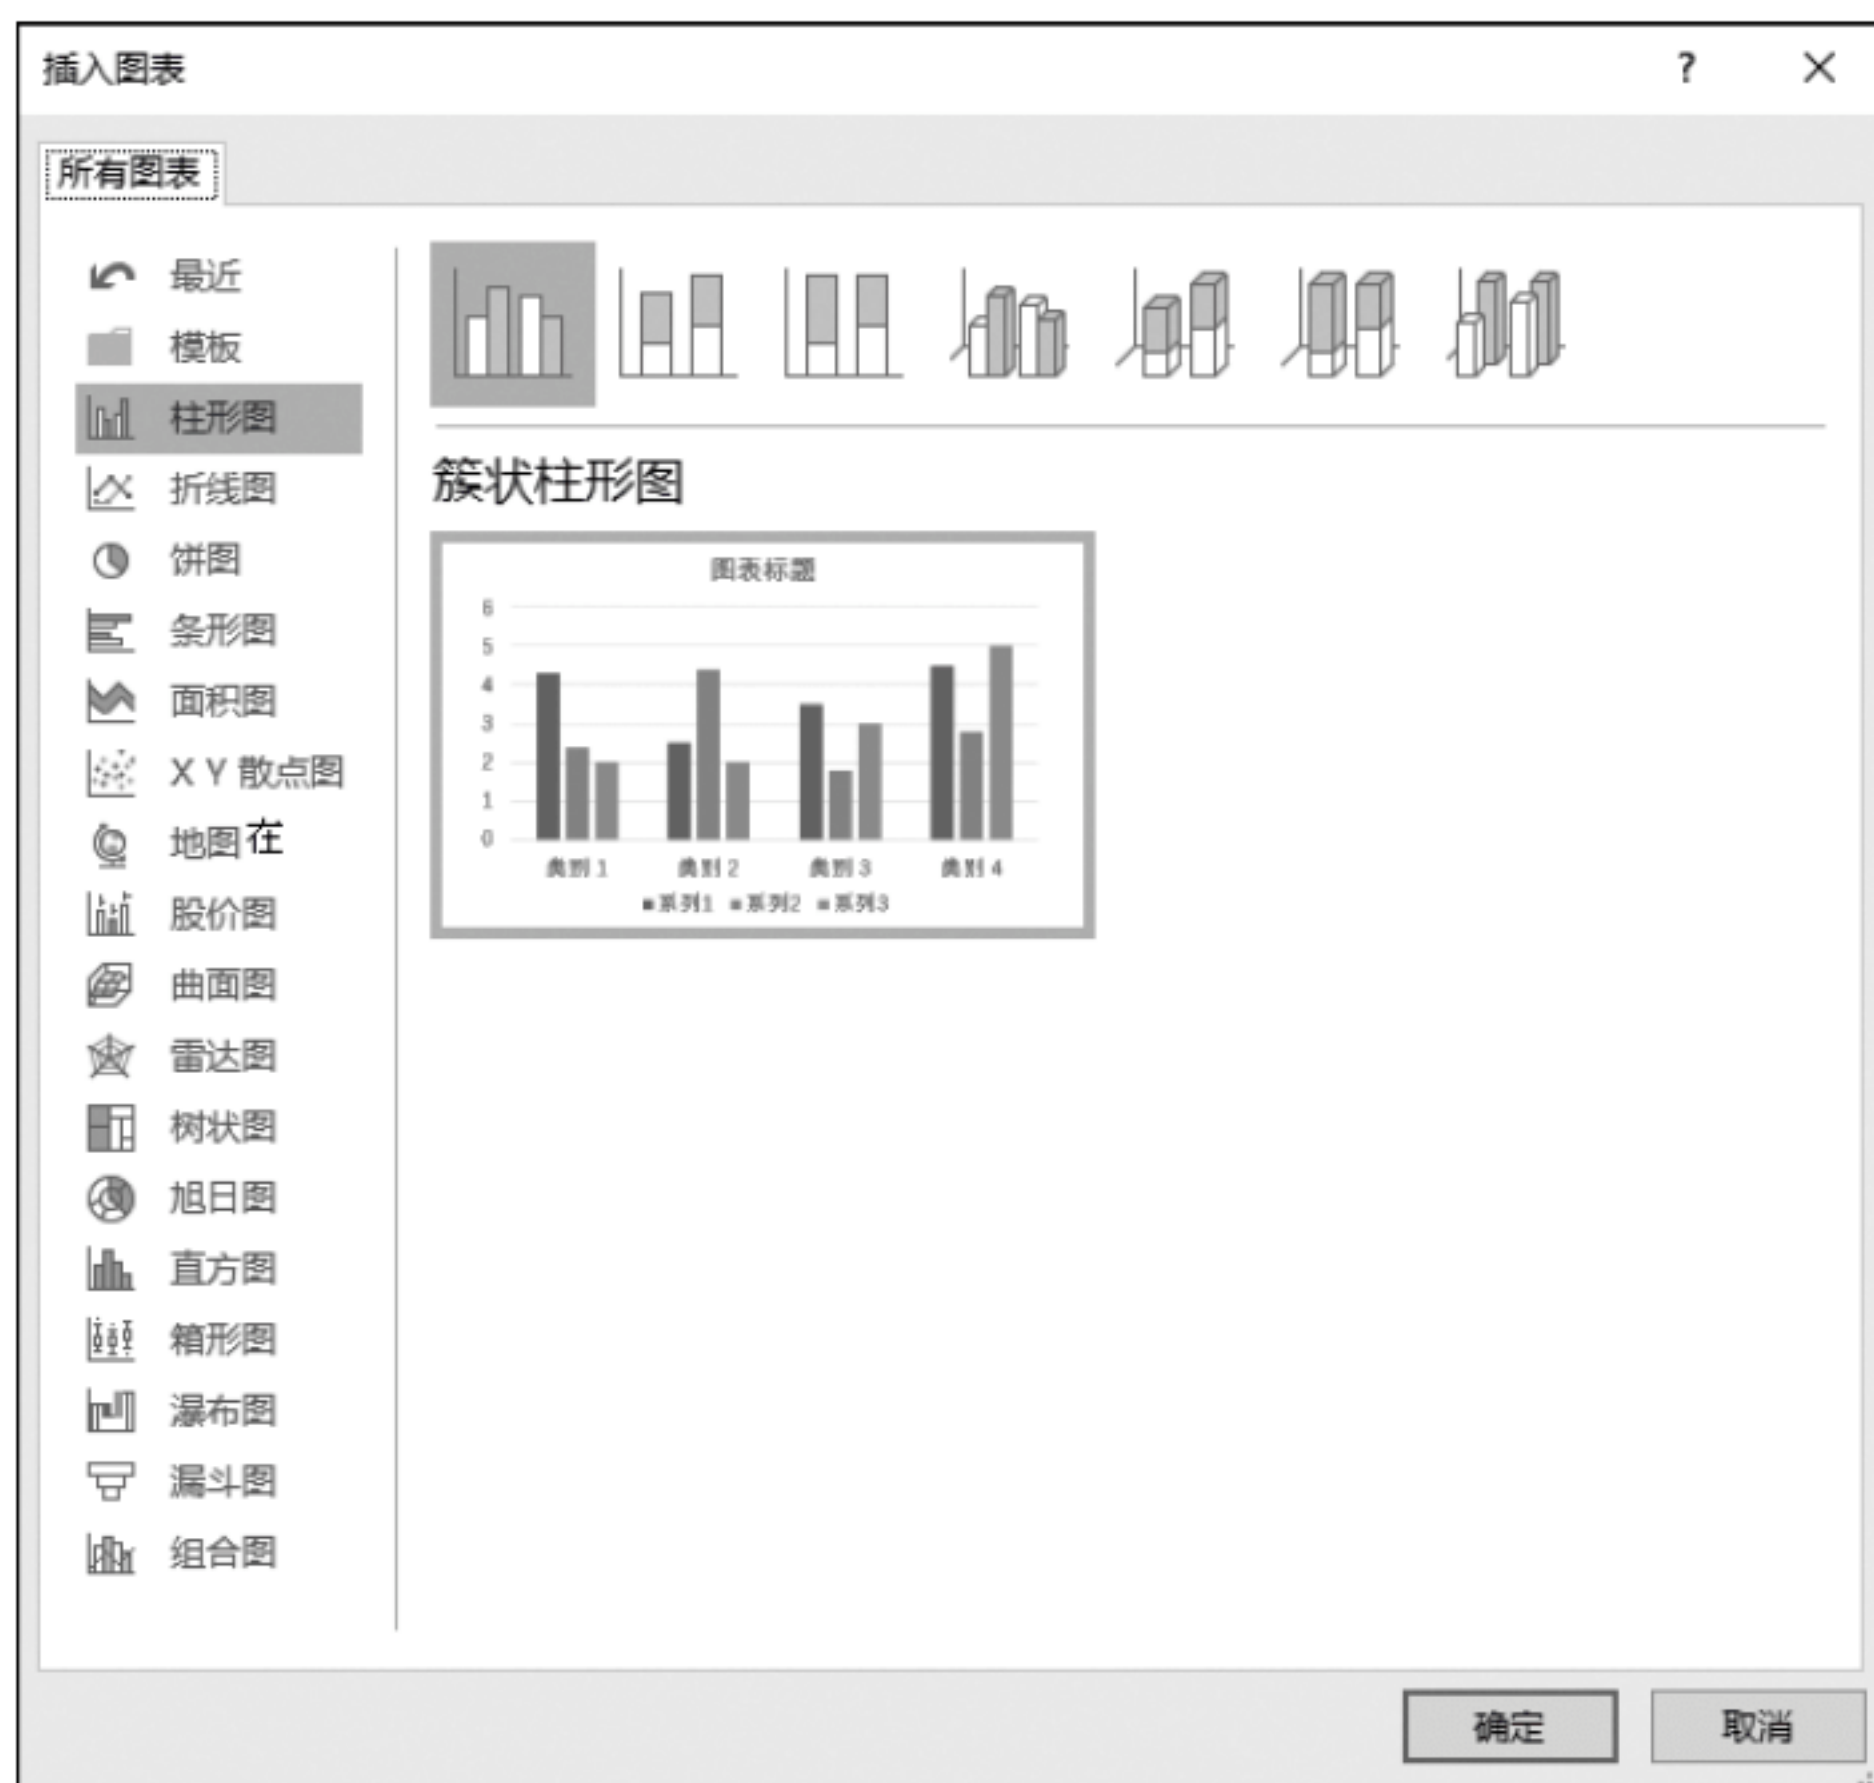 插入图表
?
所有图表
最近
模板
柱形图
折线图
饼图
条形图
面积图
X Y 散点图
地图在
股价图
曲面图
雷达图
树状图
旭日图
直方图
箱形图
瀑布图
漏斗图
组合图
簇状柱形图
图表标题
6
5
4
3
2
1
0
类别 1 类别 2 类别 3 类别 4
系列1 系列2 系列3
确定 取消